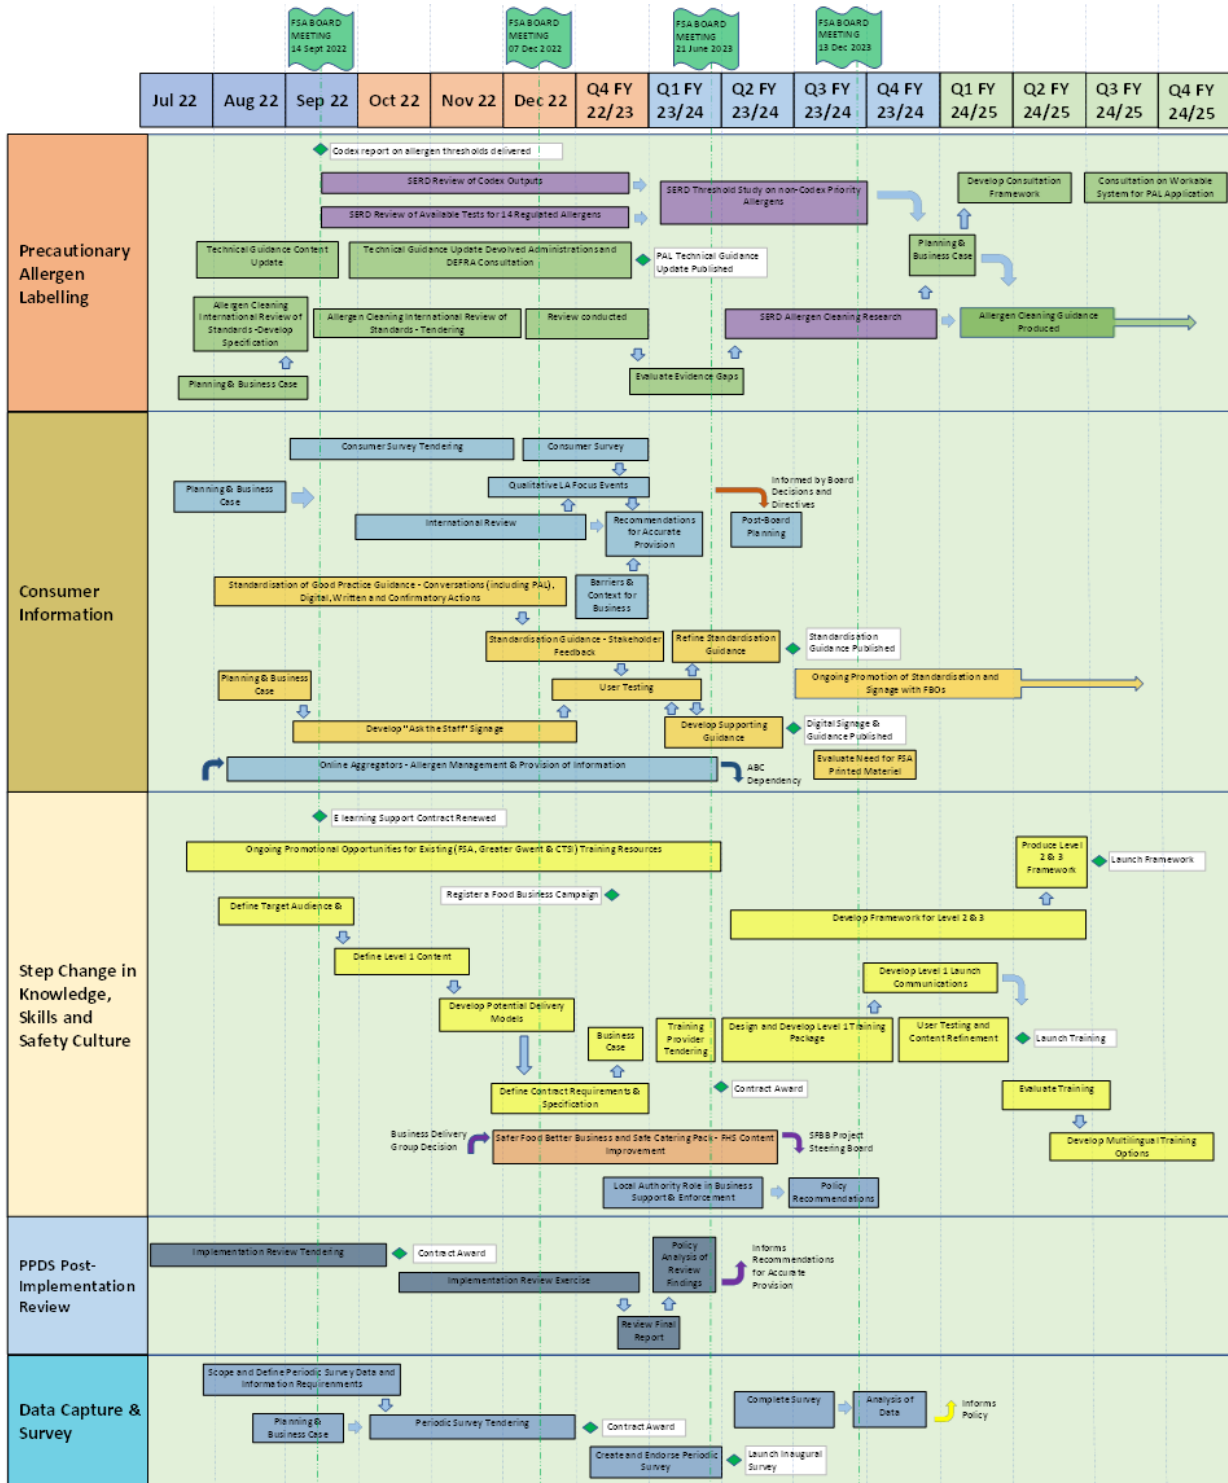 FSA BOARD
MEETING
14 Sept 2022
FSA BOARD
MEETING
07 Dec 2022
FSA BOARD
MEETING
21 June 2023
FSA BOARD
MEETING
13 Dec 2023
Jul 22
Aug 22
Sep 22
Oct 22
Nov 22
Dec 22
Q4 FY
22/23
Q1 FY
23/24
Q2 FY
23/24
Q3 FY
23/24
Q4 FY
23/24
Q1 FY
24/25
Q2 FY
24/25
Q3 FY
24/25
Q4 FY
24/25
Precautionary
Allergen
Labelling
Codex report on allergen thresholds delivered
SERD Review of Codex Outputs
SERD Threshold Study on non-Codex Priority
Allergens
Develop Consultation
Framework
Consultation on Workable
System for PAL Application
SERD Review of Available Tests for 14 Regulated Allergens
Technical Guidance Content
Update
Technical Guidance Update Devolved Administrations and
DEFRA Consultation
PAL Technical Guidance
Update Published
Planning &
Business Case
Allergen Cleaning
International Review of
Standards -Develop
Specification
Allergen Cleaning International Review of
Standards - Tendering
Review conducted
SERD Allergen Cleaning Research
Allergen Cleaning Guidance
Produced
Planning & Business Case
Evaluate Evidence Gaps
Consumer
Information
Consumer Survey Tendering
Consumer Survey
Planning & Business
Case
Qualitative LA Focus Events
Informed by Board
Decisions and
Directives
International Review
Recommendations
for Accurate
Provision
Post-Board
Planning
Standardisation of Good Practice Guidance - Conversations (including PAL),
Digital, Written and Confirmatory Actions
Barriers &
Context for
Business
Standardisation Guidance - Stakeholder
Feedback
Refine Standardisation
Guidance
Standardisation
Guidance Published
Planning & Business
Case
User Testing
Ongoing Promotion of Standardisation and
Signage with FBOs
Develop "Ask the Staff" Signage
Develop Supporting
Guidance
Digital Signage &
Guidance Published
Online Aggregators - Allergen Management & Provision of Information
ABC
Dependency
Evaluate Need for FSA
Printed Materiel
Step Change in
Knowledge,
Skills and
Safety Culture
E learning Support Contract Renewed
Ongoing Promotional Opportunities for Existing (FSA, Greater Gwent & CTSI) Training Resources
Produce Level
2 & 3
Framework
Launch Framework
Register a Food Business Campaign
Define Target Audience &
Develop Framework for Level 2 & 3
Define Level 1 Content
Develop Level 1 Launch
Communications
Develop Potential Delivery
Models
Business
Case
Training
Provider
Tendering
Design and Develop Level 1 Training
Package
User Testing and
Content Refinement
Launch Training
Define Contract Requirements &
Specification
Contract Award
Evaluate Training
Business Delivery
Group Decision
Safer Food Better Business and Safe Catering Pack - FHS Content
Improvement
SFBB Project
Steering Board
Develop Multilingual Training
Options
Local Authority Role in Business
Support & Enforcement
Policy
Recommendations
PPDS Post-
Implementation
Review
Implementation Review Tendering
Contract Award
Policy
Analysis of
Review
Findings
Informs
Recommendations
for Accurate
Provision
Implementation Review Exercise
Review Final
Report
Data Capture &
Survey
Scope and Define Periodic Survey Data and
Information Requirenments
Planning &
Business Case
Periodic Survey Tendering
Contract Award
Complete Survey
Analysis of
Data
Informs
Policy
Create and Endorse Periodic
Survey
Launch Inaugural
Survey